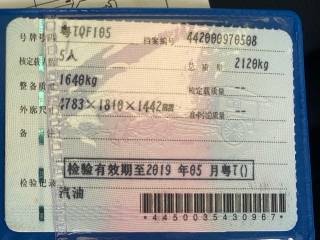 号牌号码 粤TQF105 档案编号 442000970508
核定载人数 5人 总质量 2120kg
整备质量 1640kg 核定载质量 --
外廓尺寸 4783×1810×1442mm 准牵引总质量 --
备注
检验有效期至2019 年05 月粤T()
检验记录
汽油
*4450035430967*